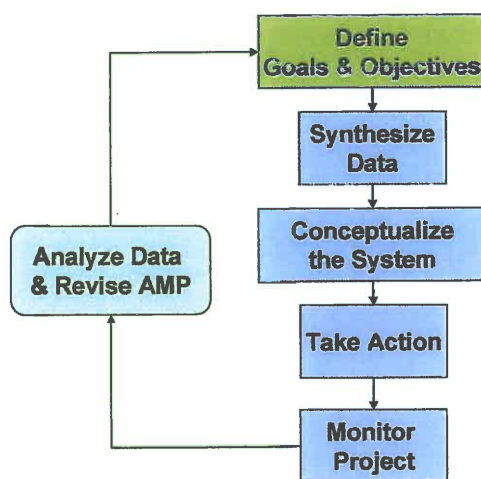 Define
Goals & Objectives
Synthesize
Data
Conceptualize
the System
Analyze Data
& Revise AMP
Take Action
Monitor
Project